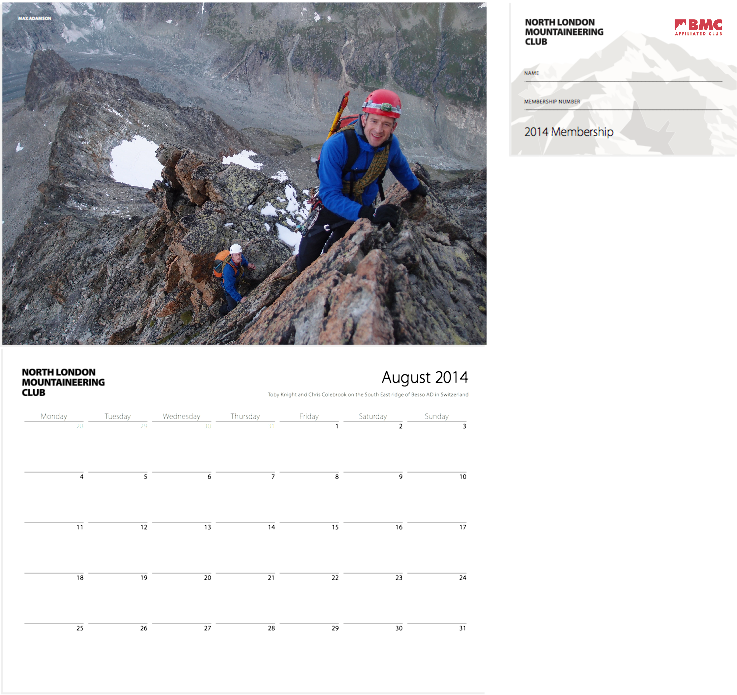 MAX ADAMSON
NORTH LONDON
MOUNTAINEERING
CLUB
BMC
AFFILIATED CLUB
NAME
MEMBERSHIP NUMBER
2014 Membership
NORTH LONDON
MOUNTAINEERING
CLUB
August 2014
Toby Knight and Chris Colebrook on the South East ridge of Besso AD in Switzerland
Monday Tuesday Wednesday Thursday Friday Saturday Sunday
28 29 30 31 1 2 3
4 5 6 7 8 9 10
11 12 13 14 15 16 17
18 19 20 21 22 23 24
25 26 27 28 29 30 31